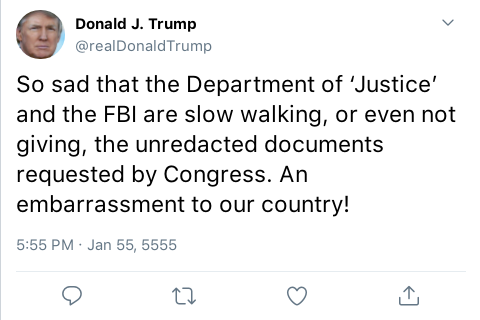 Donald J. Trump
@realDonaldTrump
So sad that the Department of ‘Justice’
and the FBI are slow walking, or even not
giving, the unredacted documents
requested by Congress. An
embarrassment to our country!
5:55 PM · Jan 55, 5555